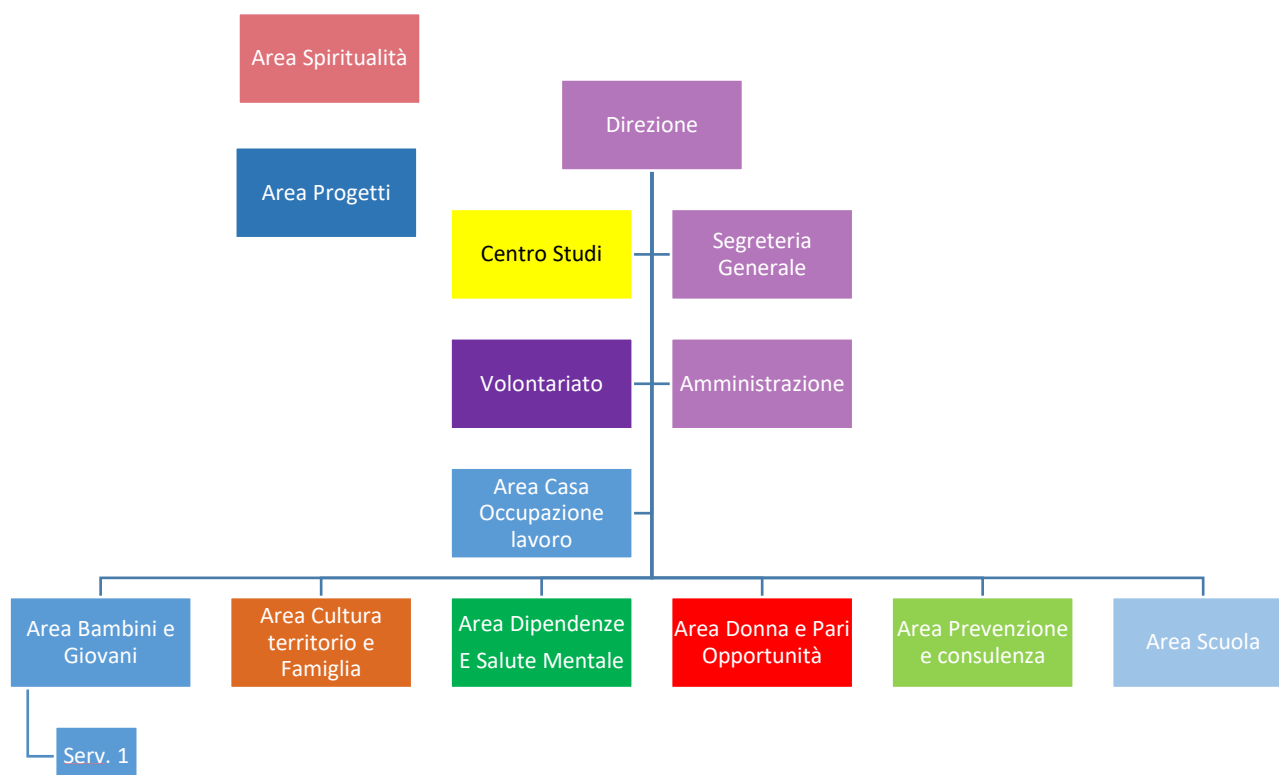 Area Spiritualità
Direzione
Area Progetti
Centro Studi
Segreteria
Generale
Volontariato
Amministrazione
Area Casa
Occupazione
lavoro
Area Bambini e
Giovani
Area Cultura
territorio e
Famiglia
Area Dipendenze
E Salute Mentale
Area Donna e Pari
Opportunità
Area Prevenzione
e consulenza
Area Scuola
Serv. 1